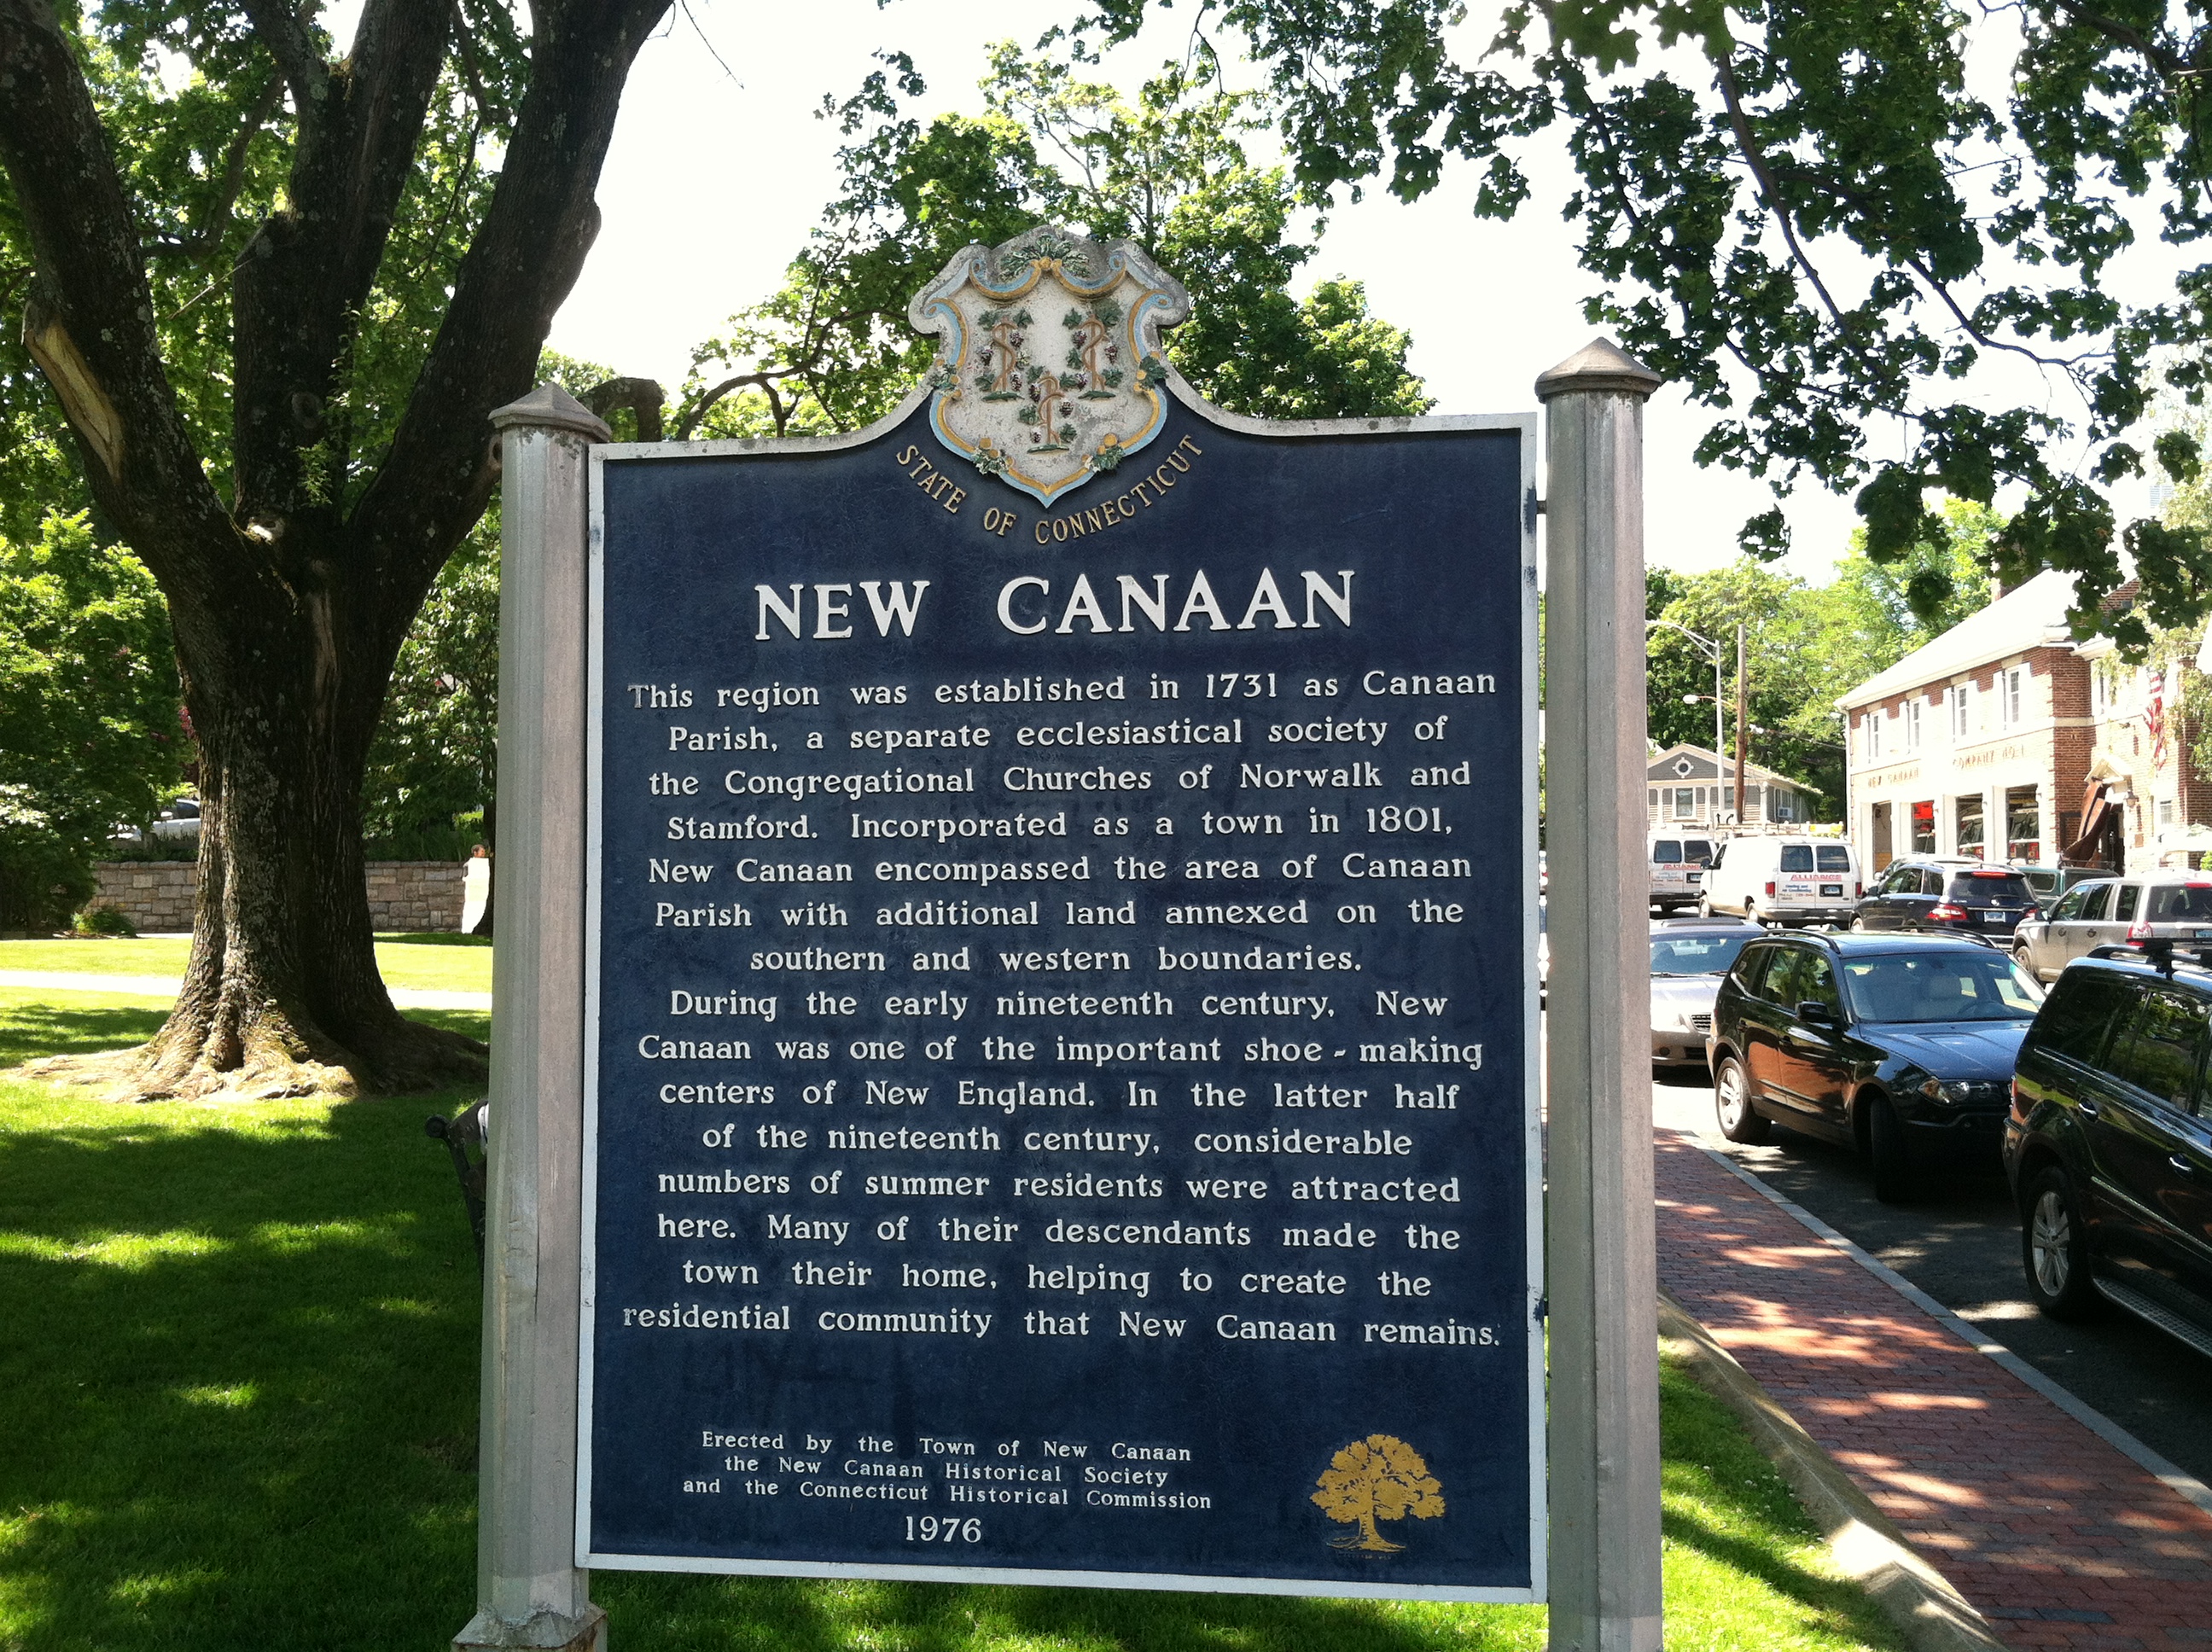 STATE OF CONNECTICUT
NEW CANAAN
This region was established in 1731 as Canaan
Parish, a separate ecclesiastical society of
the Congregational Churches of Norwalk and
Stamford. Incorporated as a town in 1801,
New Canaan encompassed the area of Canaan
Parish with additional land annexed on the
southern and western boundaries.
During the early nineteenth century, New
Canaan was one of the important shoe-making
centers of New England. In the latter half
of the nineteenth century, considerable
numbers of summer residents were attracted
here. Many of their descendants made the
town their home, helping to create the
residential community that New Canaan remains.
Erected by the Town of New Canaan
the New Canaan Historical Society
and the Connecticut Historical Commission
1976
NEW CANAAN COMPANY NO. 1
ALLIANCE